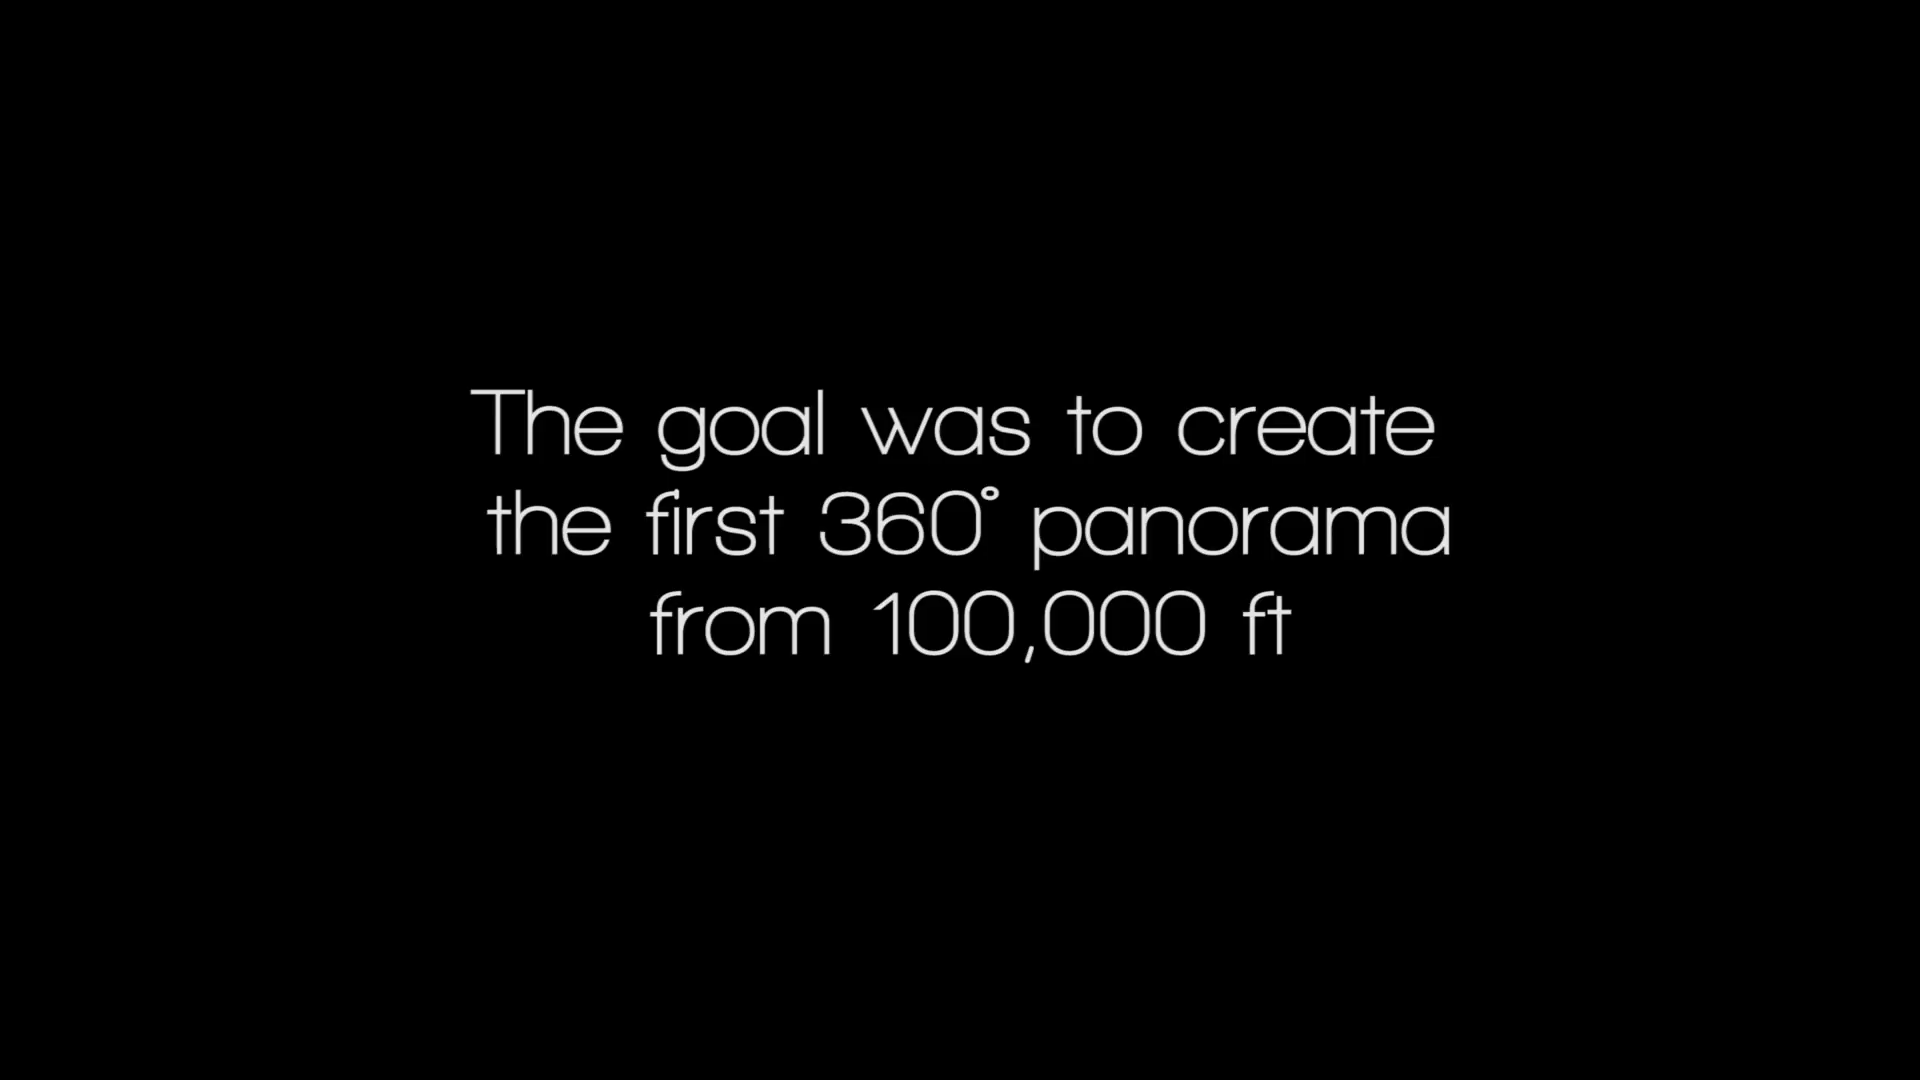 The goal was to create
the first 360° panorama
from 100,000 ft